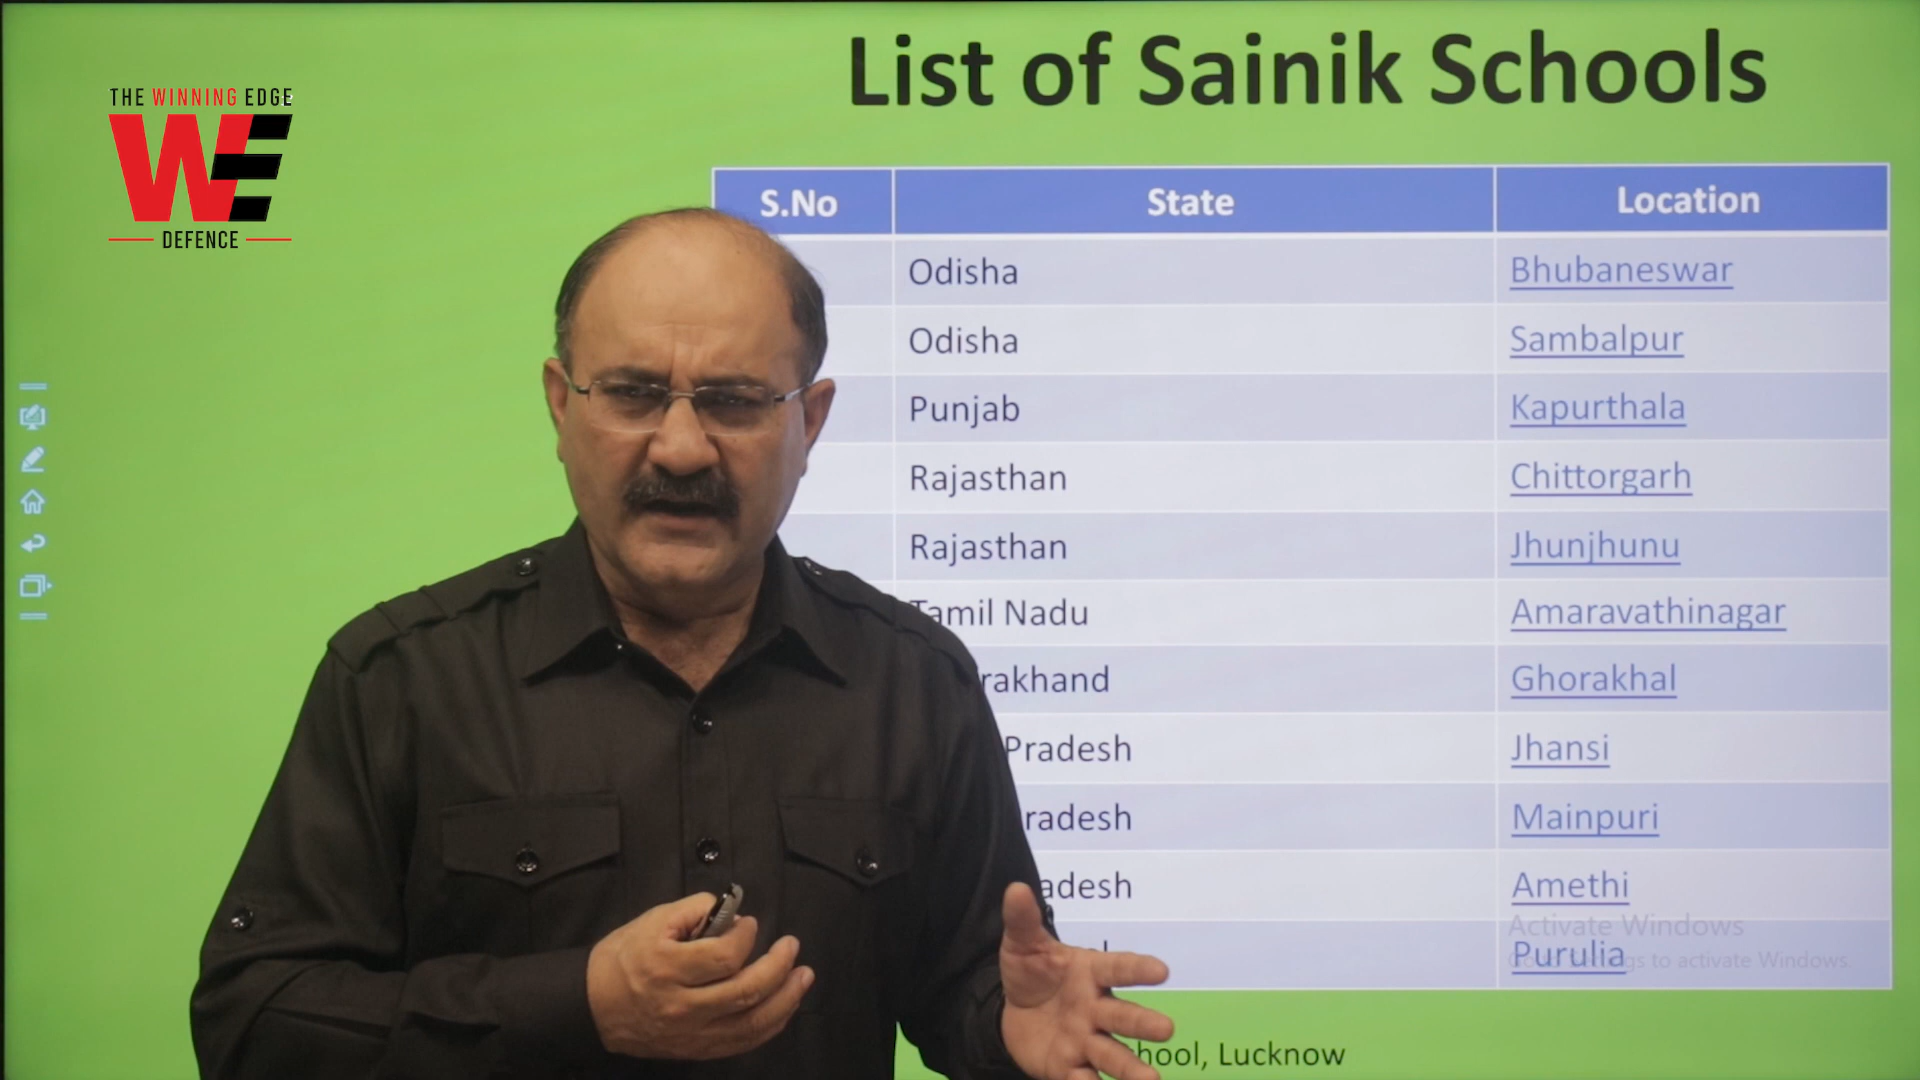 List of Sainik Schools
THE WINNING EDGE
WE
DEFENCE
S.No State Location
Odisha Bhubaneswar
Odisha Sambalpur
Punjab Kapurthala
Rajasthan Chittorgarh
Rajasthan Jhunjhunu
Tamil Nadu Amaravathinagar
rakhand Ghorakhal
Pradesh Jhansi
radesh Mainpuri
adesh Amethi
Activate Windows
Purulia
to activate Windows.
hool, Lucknow